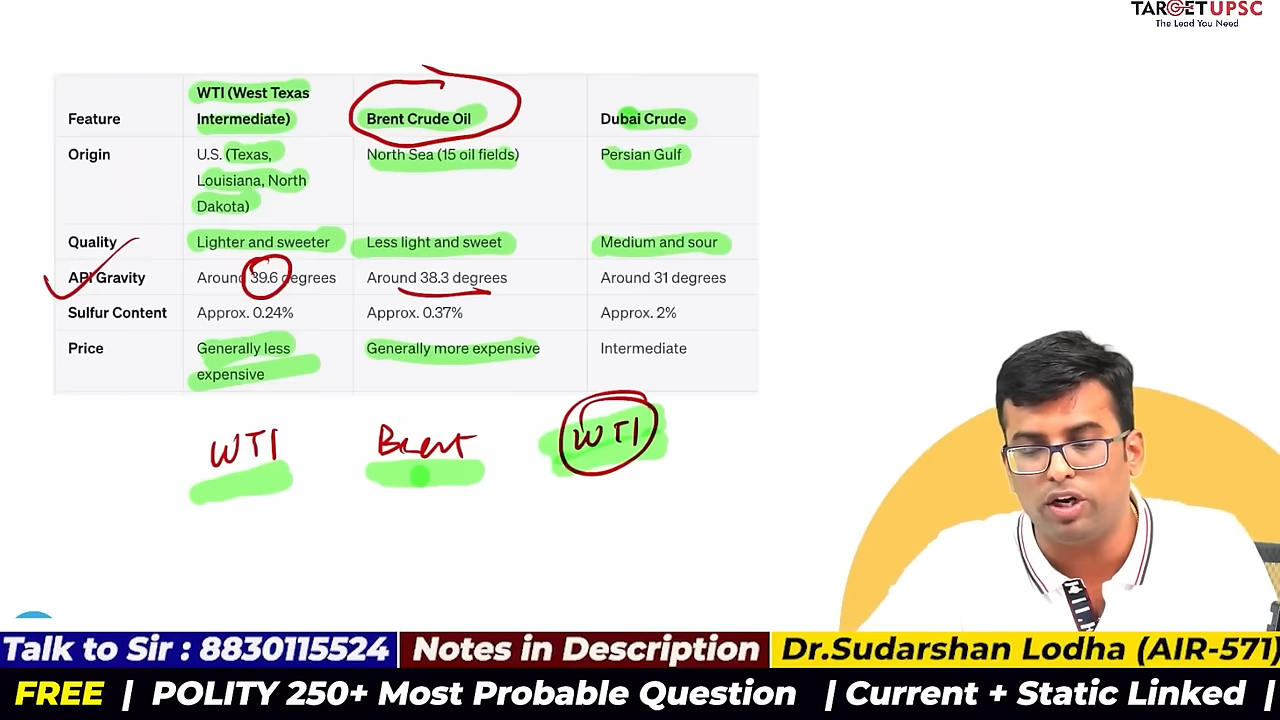 TARGET UPSC
The Lead You Need
Feature
WTI (West Texas
Intermediate)
Brent Crude Oil
Dubai Crude
Origin
U.S. (Texas,
Louisiana, North
Dakota)
North Sea (15 oil fields)
Persian Gulf
Quality
Lighter and sweeter
Less light and sweet
Medium and sour
API Gravity
Around 39.6 degrees
Around 38.3 degrees
Around 31 degrees
Sulfur Content
Approx. 0.24%
Approx. 0.37%
Approx. 2%
Price
Generally less
expensive
Generally more expensive
Intermediate
WTI
Brent
WTI
Talk to Sir : 8830115524
Notes in Description
Dr.Sudarshan Lodha (AIR-571)
FREE | POLITY 250+ Most Probable Question | Current + Static Linked |